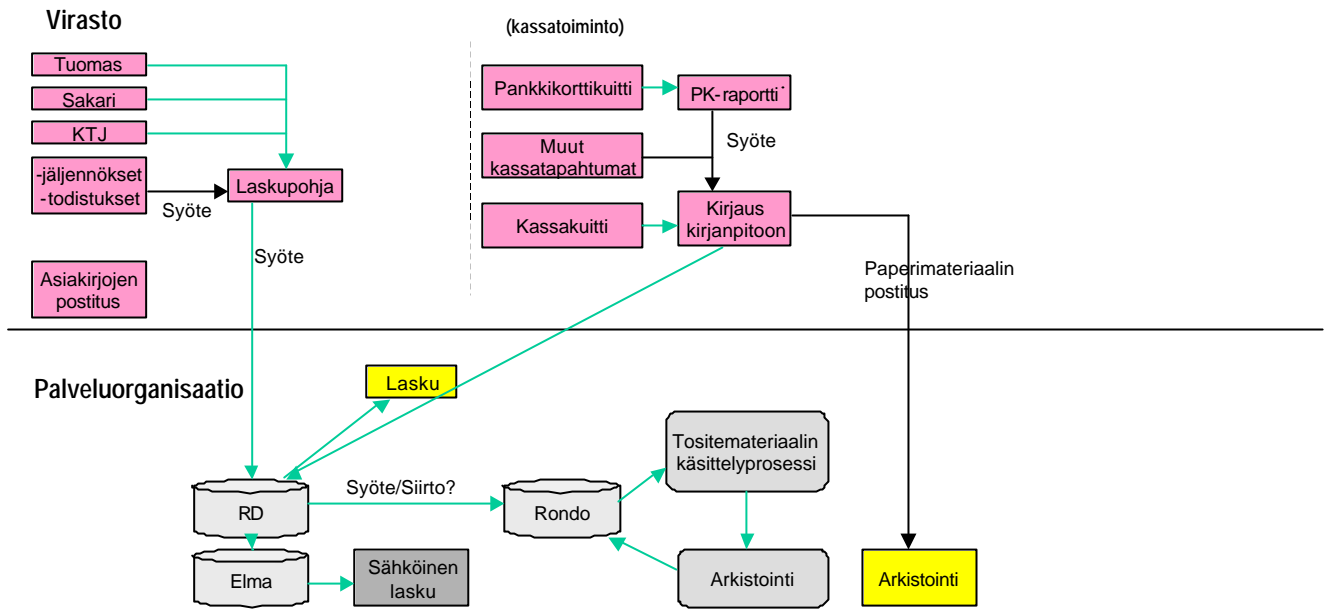 Virasto
(kassatoiminto)
Tuomas
Sakari
KTJ
-jäljennökset
-todistukset
Syöte
Laskupohja
Syöte
Asiakirjojen
postitus
Pankkikorttikuitti
PK-raportti
Syöte
Muut
kassatapahtumat
Kassakuitti
Kirjaus
kirjanpitoon
Paperimateriaalin
postitus
Palveluorganisaatio
Lasku
RD
Syöte/Siirto?
Rondo
Tositemateriaalin
käsittelyprosessi
Elma
Sähköinen
lasku
Arkistointi
Arkistointi